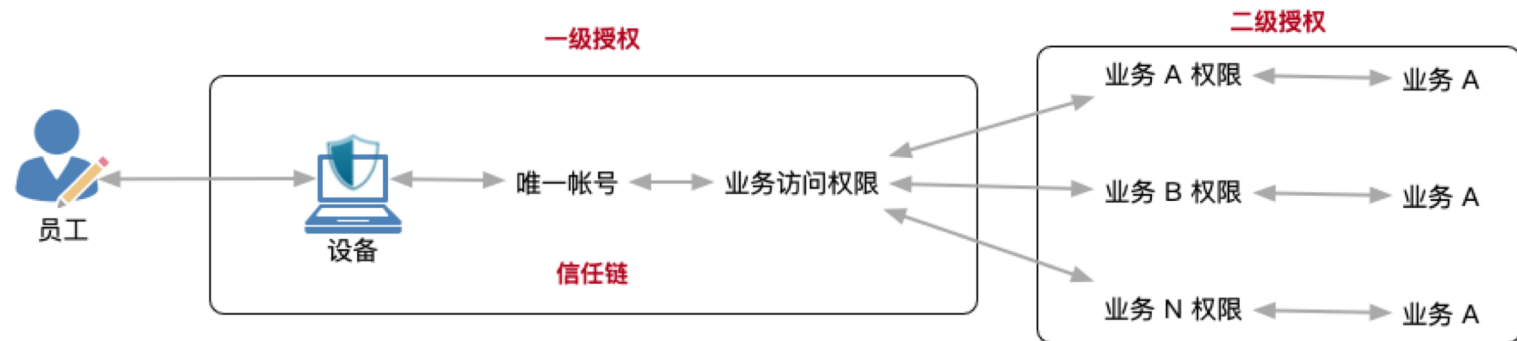 一级授权
二级授权
业务 A 权限
业务 A
员工
设备
唯一帐号
业务访问权限
信任链
业务 B 权限
业务 A
业务 N 权限
业务 A